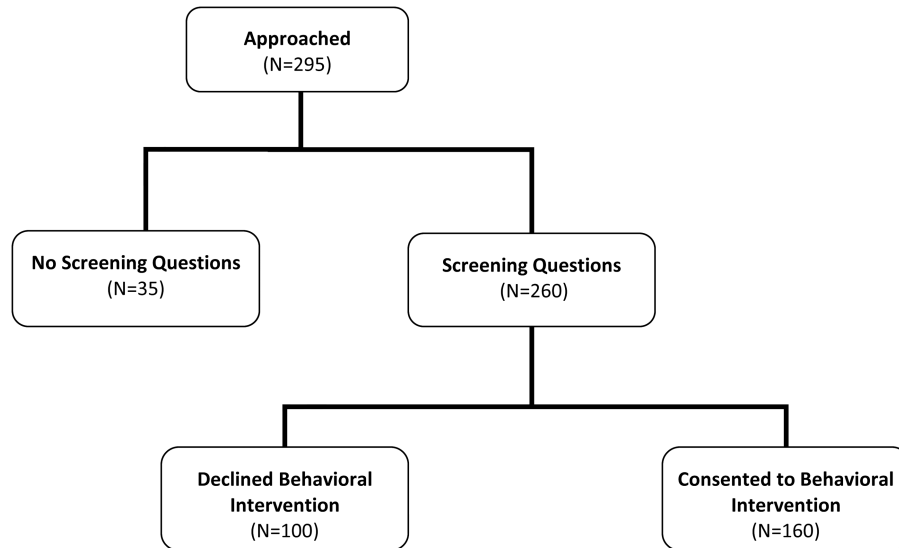 Approached
(N=295)
No Screening Questions
(N=35)
Screening Questions
(N=260)
Declined Behavioral
Intervention
(N=100)
Consented to Behavioral
Intervention
(N=160)